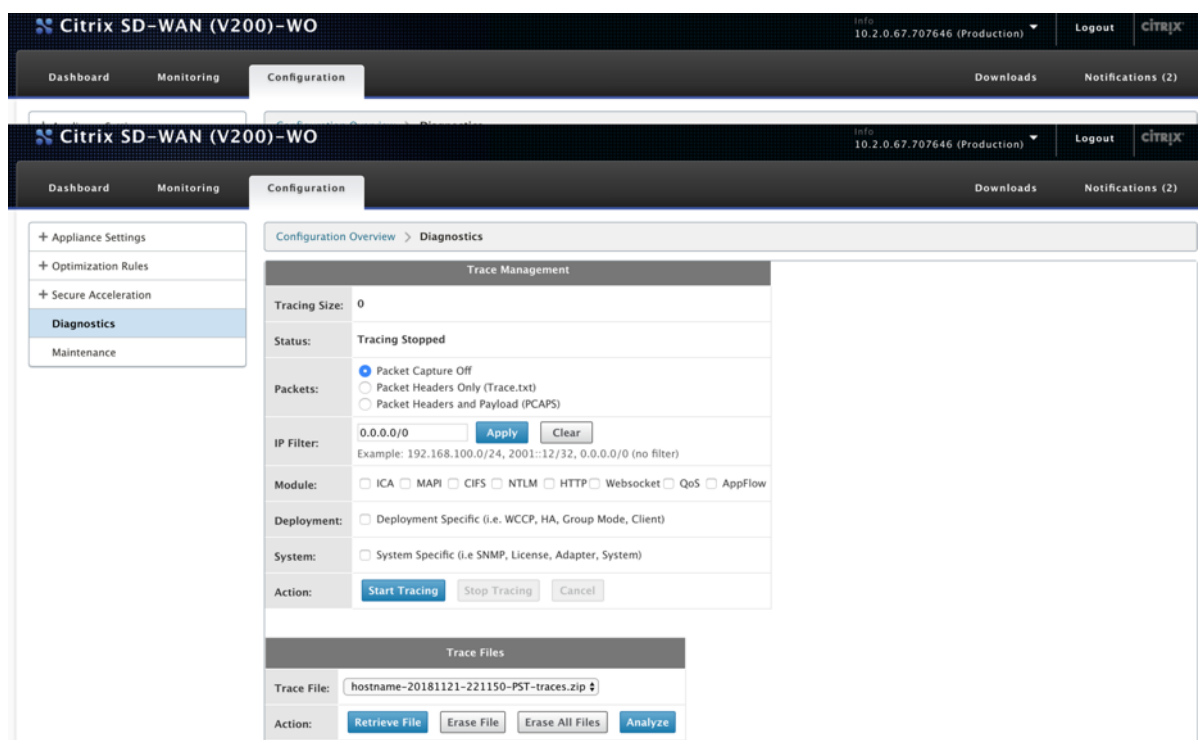 Citrix SD-WAN (V200)-WO
Info
10.2.0.67.707646 (Production)
Logout
CİTRIX
Dashboard Monitoring Configuration Downloads Notifications (2)
Citrix SD-WAN (V200)-WO
Info
10.2.0.67.707646 (Production)
Logout
CİTRIX
Dashboard Monitoring Configuration Downloads Notifications (2)
+ Appliance Settings
+ Optimization Rules
+ Secure Acceleration
Diagnostics
Maintenance
Configuration Overview > Diagnostics
Trace Management
Tracing Size: 0
Status: Tracing Stopped
Packets:
Packet Capture Off
Packet Headers Only (Trace.txt)
Packet Headers and Payload (PCAPS)
IP Filter: 0.0.0.0/0 Apply Clear
Example: 192.168.100.0/24, 2001::12/32, 0.0.0.0/0 (no filter)
Module: ICA MAPI CIFS NTLM HTTP Websocket QoS AppFlow
Deployment: Deployment Specific (i.e. WCCP, HA, Group Mode, Client)
System: System Specific (i.e SNMP, License, Adapter, System)
Action: Start Tracing Stop Tracing Cancel
Trace Files
Trace File: hostname-20181121-221150-PST-traces.zip
Action: Retrieve File Erase File Erase All Files Analyze